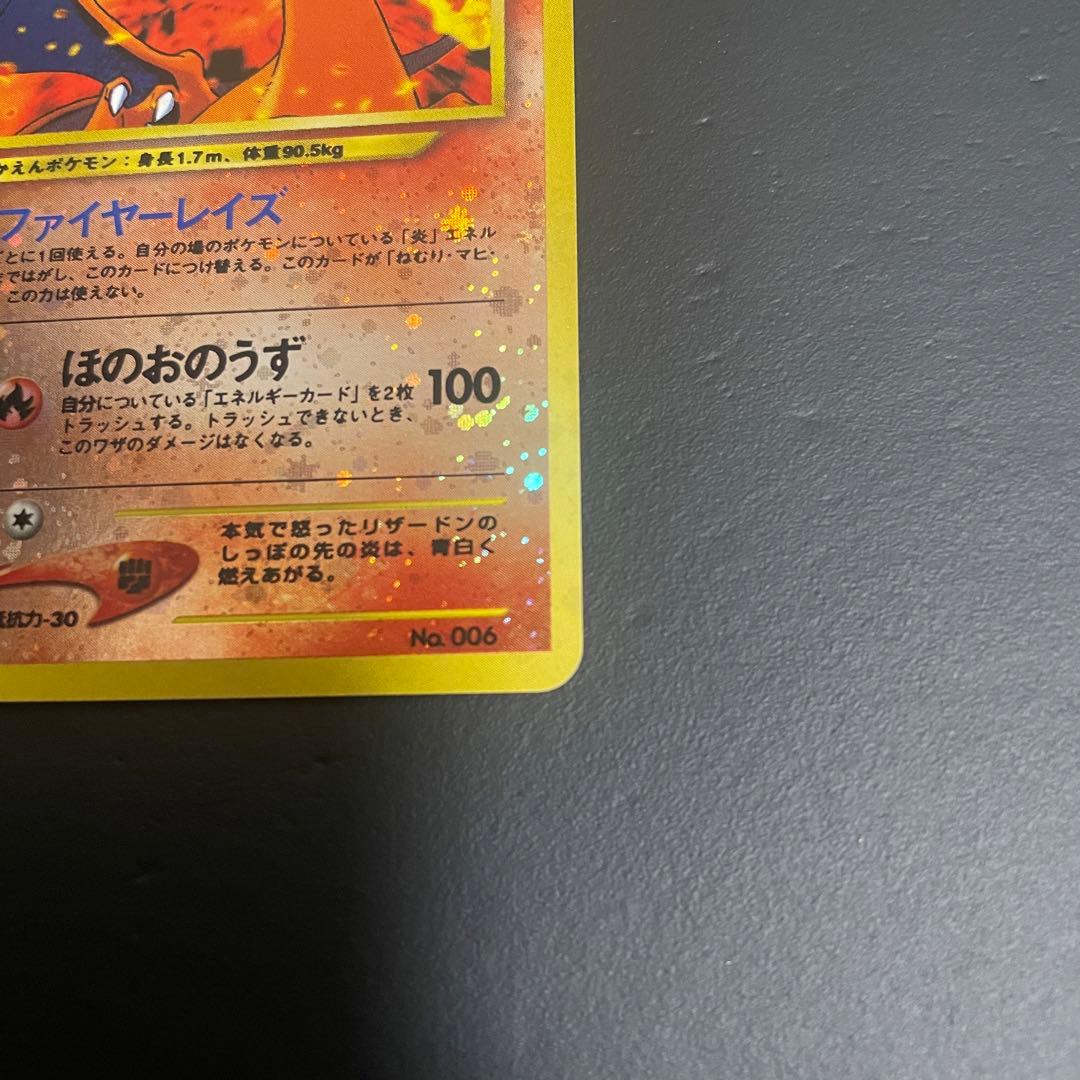 かえんポケモン：身長1.7m、体重90.5kg
ファイヤーレイズ
ごとに1回使える。自分の場のポケモンについている「炎」エネル
ではがし、このカードにつけ替える。このカードが「ねむり・マヒ・
この力は使えない。
ほのおのうず
100
自分についている「エネルギーカード」を2枚
トラッシュする。トラッシュできないとき、
このワザのダメージはなくなる。
本気で怒ったリザードンの
しっぽの先の炎は、青白く
燃えあがる。
抵抗力-30
No. 006